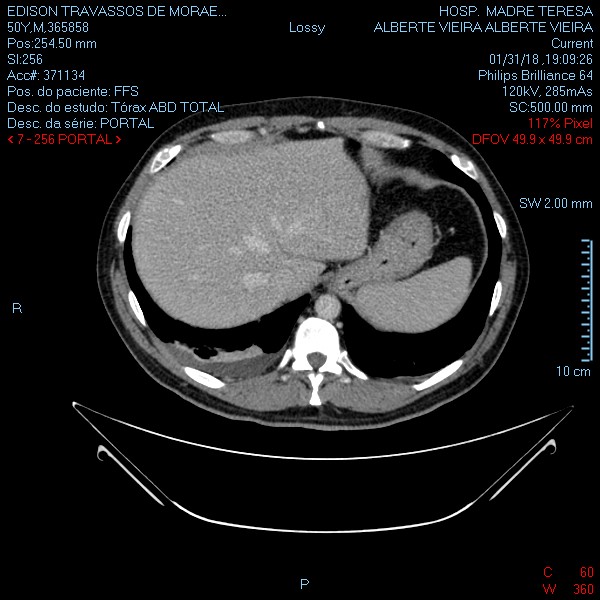 EDISON TRAVASSOS DE MORAE...
50Y,M,365858
Pos:254.50 mm
SI:256
Acc#: 371134
Pos. do paciente: FFS
Desc. do estudo: Tórax ABD TOTAL
Desc. da série: PORTAL
< 7 - 256 PORTAL >
Lossy
HOSP. MADRE TERESA
ALBERTE VIEIRA ALBERTE VIEIRA
Current
01/31/18 ,19:09:26
Philips Brilliance 64
120kV, 285mAs
SC:500.00 mm
117% Pixel
DFOV 49.9 x 49.9 cm
SW 2.00 mm
R
10 cm
P
C 60
W 360